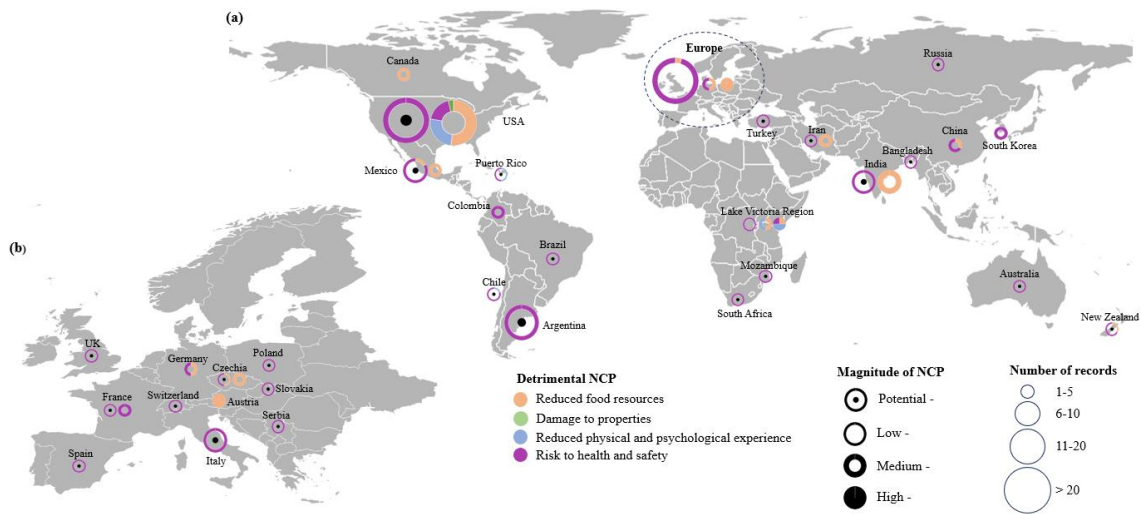 (a)
Europe
Russia
Canada
USA
Turkey
Iran
China
South Korea
Bangladesh
India
Mexico
Puerto Rico
Colombia
Lake Victoria Region
Brazil
Mozambique
Chile
South Africa
Australia
Argentina
New Zealand
(b)
UK
Germany
Poland
Czechia
Slovakia
France
Switzerland
Austria
Serbia
Spain
Italy
Detrimental NCP
Reduced food resources
Damage to properties
Reduced physical and psychological experience
Risk to health and safety
Magnitude of NCP
Potential -
Low -
Medium -
High -
Number of records
1-5
6-10
11-20
> 20